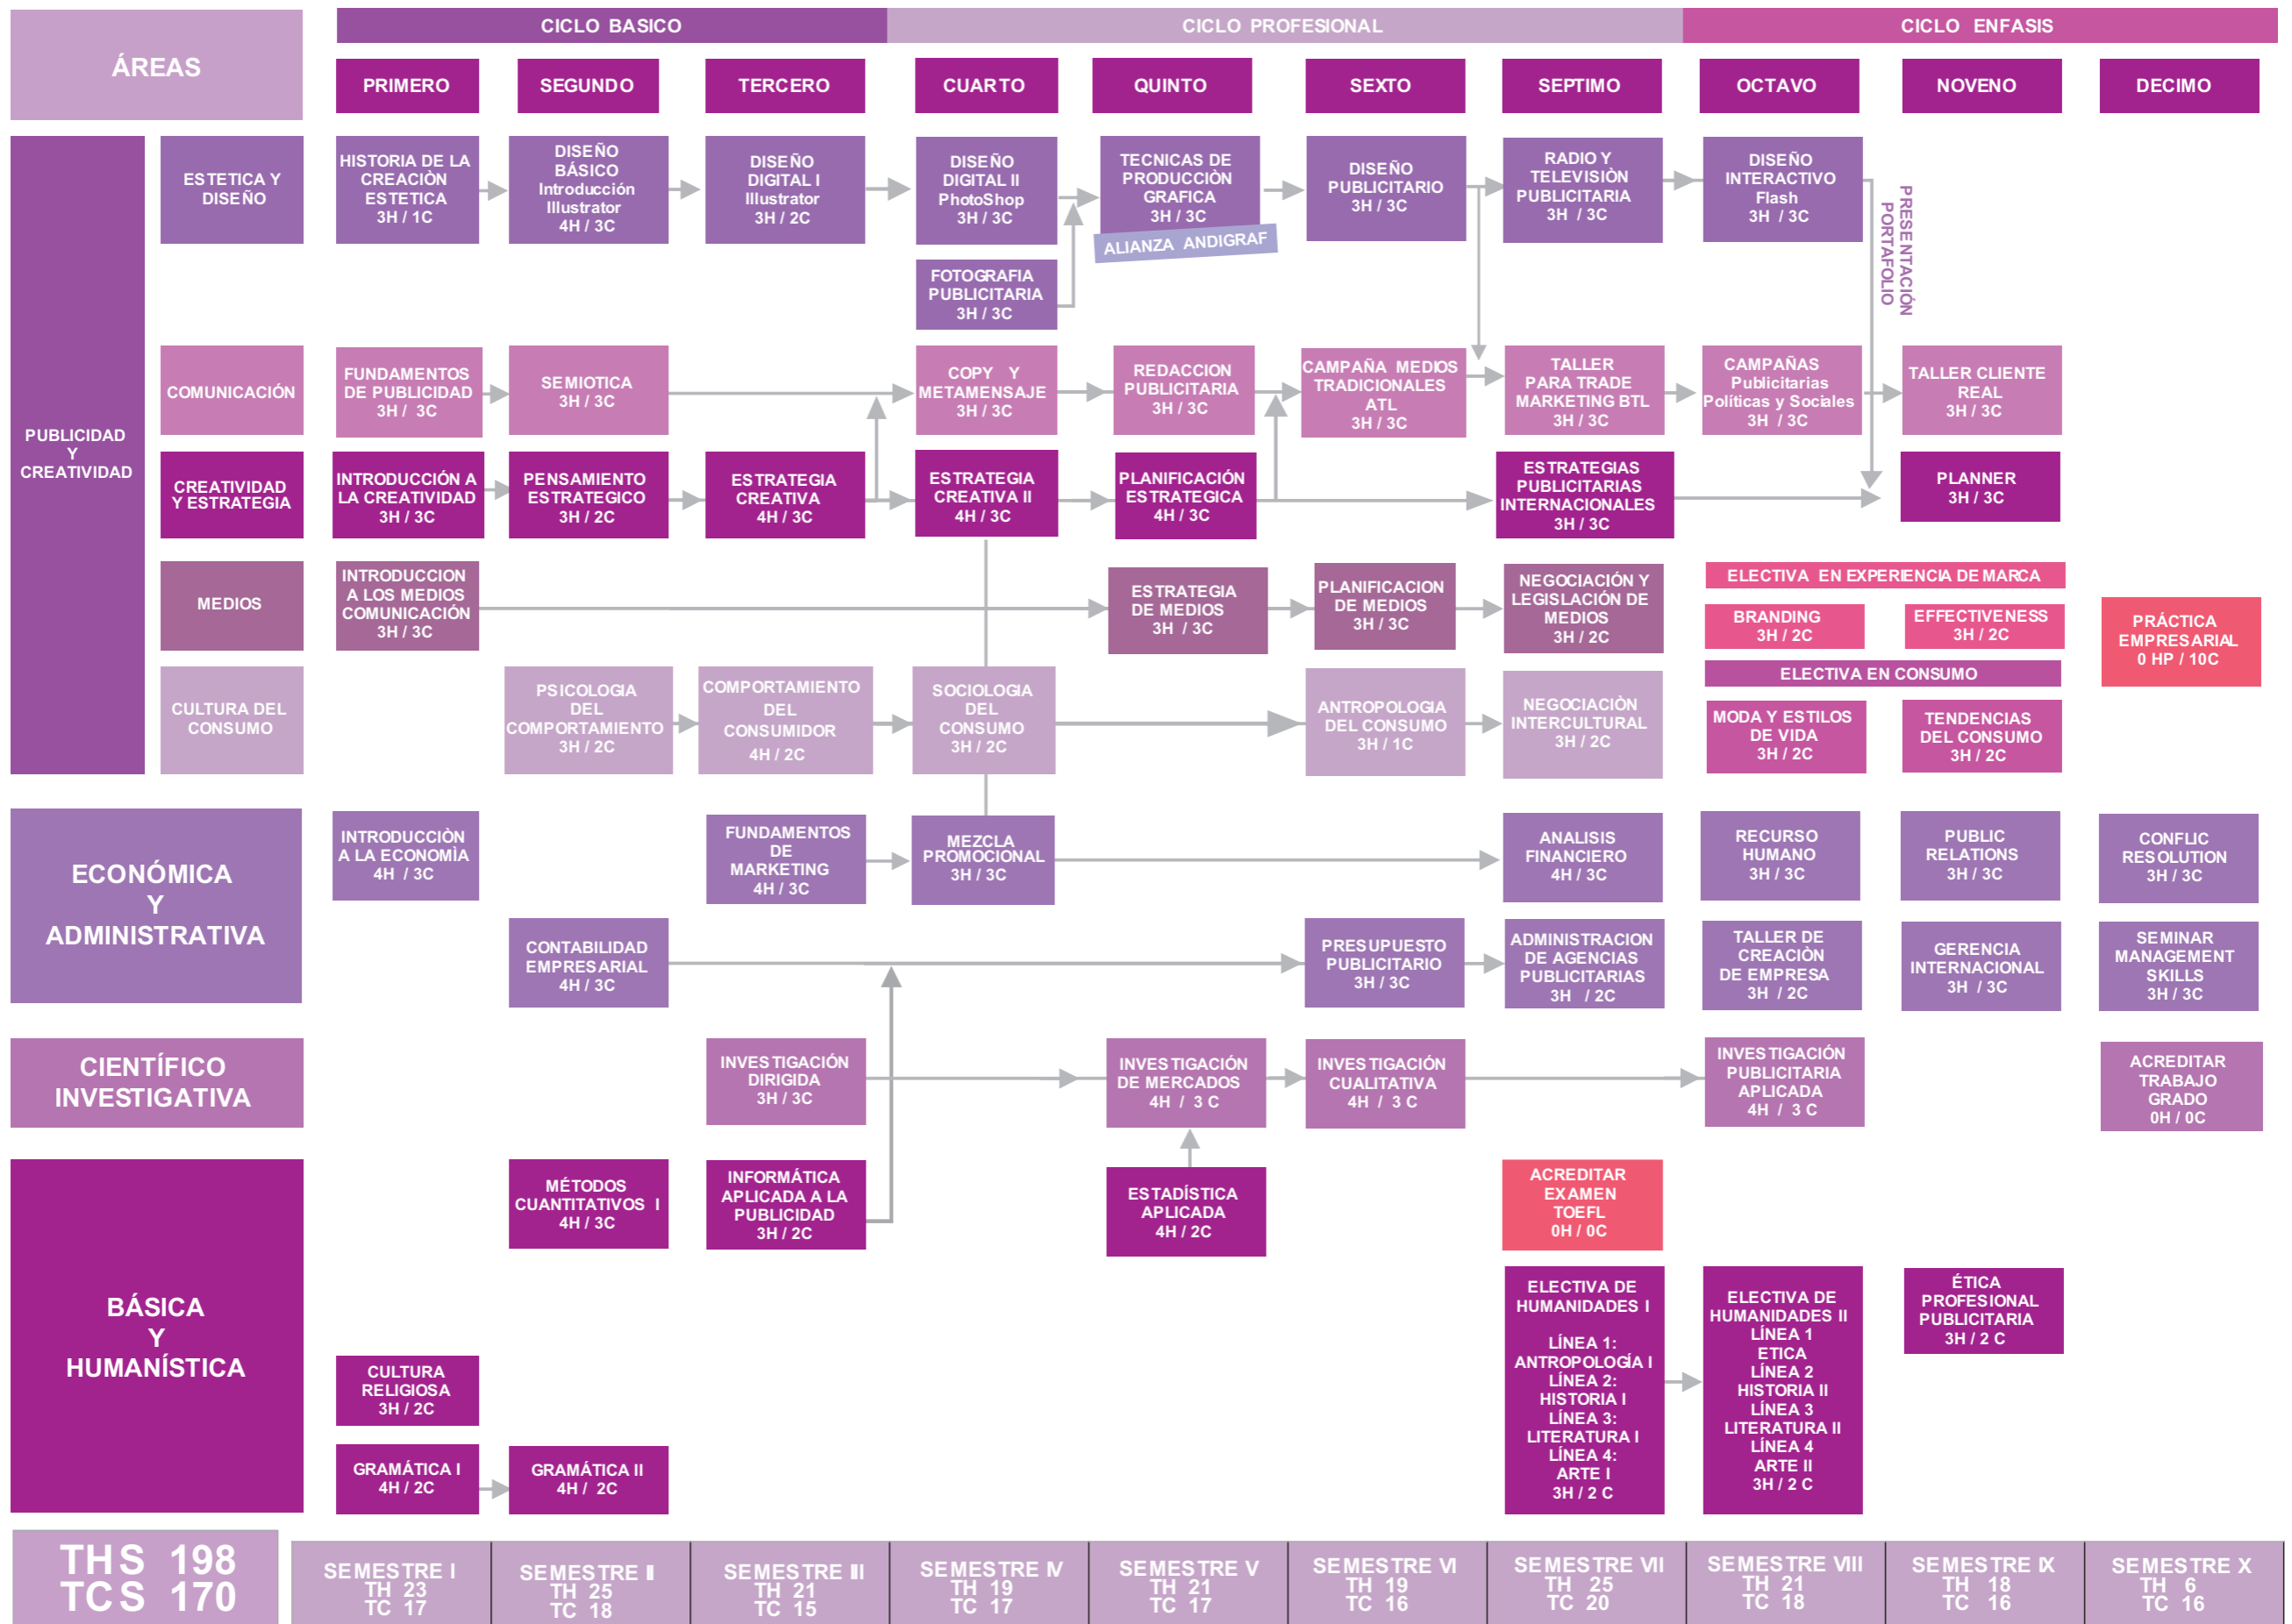 ÁREAS
CICLO BASICO
CICLO PROFESIONAL
CICLO ENFASIS
PRIMERO
SEGUNDO
TERCERO
CUARTO
QUINTO
SEXTO
SEPTIMO
OCTAVO
NOVENO
DECIMO
PUBLICIDAD
Y
CREATIVIDAD
ESTETICA Y
DISEÑO
HISTORIA DE LA
CREACIÒN
ESTETICA
3H / 1C
DISEÑO
BÁSICO
Introducción
Illustrator
4H / 3C
DISEÑO
DIGITAL I
Illustrator
3H / 2C
DISEÑO
DIGITAL II
PhotoShop
3H / 3C
TECNICAS DE
PRODUCCIÒN
GRAFICA
3H / 3C
ALIANZA ANDIGRAF
DISEÑO
PUBLICITARIO
3H / 3C
RADIO Y
TELEVISIÒN
PUBLICITARIA
3H / 3C
DISEÑO
INTERACTIVO
Flash
3H / 3C
PRESENTACIÓN
PORTAFOLIO
FOTOGRAFIA
PUBLICITARIA
3H / 3C
COMUNICACIÓN
FUNDAMENTOS
DE PUBLICIDAD
3H / 3C
SEMIOTICA
3H / 3C
COPY Y
METAMENSAJE
3H / 3C
REDACCION
PUBLICITARIA
3H / 3C
CAMPAÑA MEDIOS
TRADICIONALES
ATL
3H / 3C
TALLER
PARA TRADE
MARKETING BTL
3H / 3C
CAMPAÑAS
Publicitarias
Políticas y Sociales
3H / 3C
TALLER CLIENTE
REAL
3H / 3C
CREATIVIDAD
Y ESTRATEGIA
INTRODUCCIÓN A
LA CREATIVIDAD
3H / 3C
PENSAMIENTO
ESTRATEGICO
3H / 2C
ESTRATEGIA
CREATIVA
4H / 3C
ESTRATEGIA
CREATIVA II
4H / 3C
PLANIFICACIÓN
ESTRATEGICA
4H / 3C
ESTRATEGIAS
PUBLICITARIAS
INTERNACIONALES
3H / 3C
PLANNER
3H / 3C
MEDIOS
INTRODUCCION
A LOS MEDIOS
COMUNICACIÓN
3H / 3C
ESTRATEGIA
DE MEDIOS
3H / 3C
PLANIFICACION
DE MEDIOS
3H / 3C
NEGOCIACIÓN Y
LEGISLACIÓN DE
MEDIOS
3H / 2C
ELECTIVA EN EXPERIENCIA DE MARCA
BRANDING
3H / 2C
EFFECTIVENESS
3H / 2C
PRÁCTICA
EMPRESARIAL
0 HP / 10C
CULTURA DEL
CONSUMO
PSICOLOGIA
DEL
COMPORTAMIENTO
3H / 2C
COMPORTAMIENTO
DEL
CONSUMIDOR
4H / 2C
SOCIOLOGIA
DEL
CONSUMO
3H / 2C
ANTROPOLOGIA
DEL CONSUMO
3H / 1C
NEGOCIACIÒN
INTERCULTURAL
3H / 2C
ELECTIVA EN CONSUMO
MODA Y ESTILOS
DE VIDA
3H / 2C
TENDENCIAS
DEL CONSUMO
3H / 2C
ECONÓMICA
Y
ADMINISTRATIVA
INTRODUCCIÒN
A LA ECONOMÌA
4H / 3C
FUNDAMENTOS
DE
MARKETING
4H / 3C
MEZCLA
PROMOCIONAL
3H / 3C
ANALISIS
FINANCIERO
4H / 3C
RECURSO
HUMANO
3H / 3C
PUBLIC
RELATIONS
3H / 3C
CONFLIC
RESOLUTION
3H / 3C
CONTABILIDAD
EMPRESARIAL
4H / 3C
PRESUPUESTO
PUBLICITARIO
3H / 3C
ADMINISTRACION
DE AGENCIAS
PUBLICITARIAS
3H / 2C
TALLER DE
CREACIÒN
DE EMPRESA
3H / 2C
GERENCIA
INTERNACIONAL
3H / 3C
SEMINAR
MANAGEMENT
SKILLS
3H / 3C
CIENTÍFICO
INVESTIGATIVA
INVESTIGACIÓN
DIRIGIDA
3H / 3C
INVESTIGACIÓN
DE MERCADOS
4H / 3 C
INVESTIGACIÓN
CUALITATIVA
4H / 3 C
INVESTIGACIÓN
PUBLICITARIA
APLICADA
4H / 3 C
ACREDITAR
TRABAJO
GRADO
0H / 0C
BÁSICA
Y
HUMANÍSTICA
MÉTODOS
CUANTITATIVOS I
4H / 3C
INFORMÁTICA
APLICADA A LA
PUBLICIDAD
3H / 2C
ESTADÍSTICA
APLICADA
4H / 2C
ACREDITAR
EXAMEN
TOEFL
0H / 0C
ELECTIVA DE
HUMANIDADES I
LÍNEA 1:
ANTROPOLOGÍA I
LÍNEA 2:
HISTORIA I
LÍNEA 3:
LITERATURA I
LÍNEA 4:
ARTE I
3H / 2 C
ELECTIVA DE
HUMANIDADES II
LÍNEA 1
ETICA
LÍNEA 2
HISTORIA II
LÍNEA 3
LITERATURA II
LÍNEA 4
ARTE II
3H / 2 C
ÉTICA
PROFESIONAL
PUBLICITARIA
3H / 2 C
CULTURA
RELIGIOSA
3H / 2C
GRAMÁTICA I
4H / 2C
GRAMÁTICA II
4H / 2C
THS 198
TCS 170
SEMESTRE I
TH 23
TC 17
SEMESTRE II
TH 25
TC 18
SEMESTRE III
TH 21
TC 15
SEMESTRE IV
TH 19
TC 17
SEMESTRE V
TH 21
TC 17
SEMESTRE VI
TH 19
TC 16
SEMESTRE VII
TH 25
TC 20
SEMESTRE VIII
TH 21
TC 18
SEMESTRE IX
TH 18
TC 16
SEMESTRE X
TH 6
TC 16